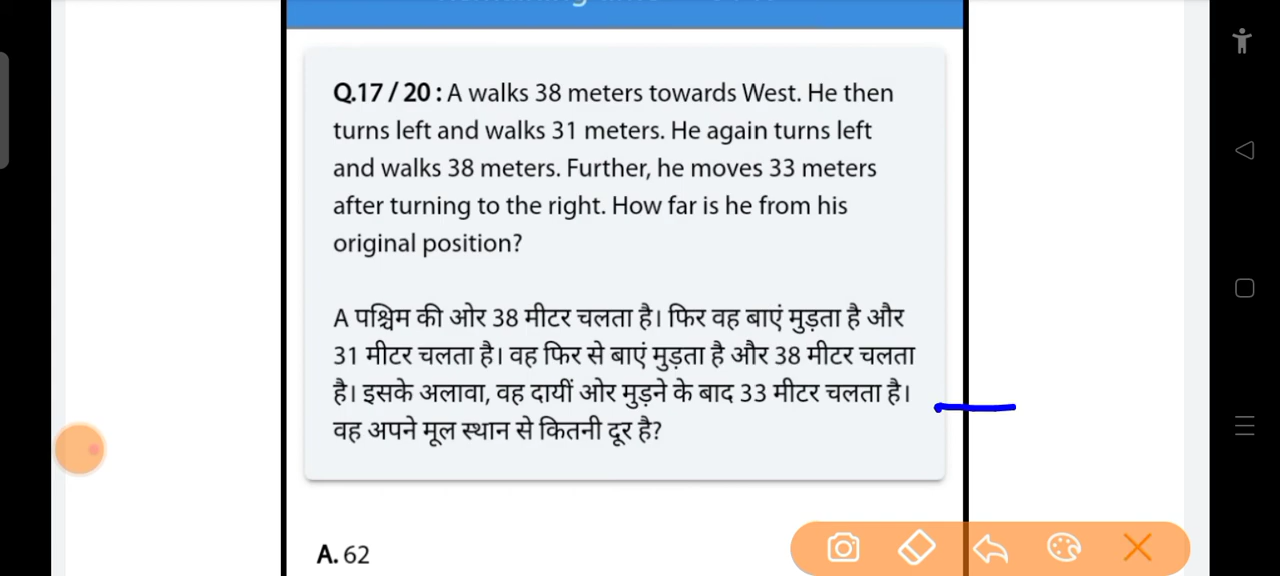 Q.17 / 20 : A walks 38 meters towards West. He then
turns left and walks 31 meters. He again turns left
and walks 38 meters. Further, he moves 33 meters
after turning to the right. How far is he from his
original position?
A पश्चिम की ओर 38 मीटर चलता है। फिर वह बाएं मुड़ता है और
31 मीटर चलता है। वह फिर से बाएं मुड़ता है और 38 मीटर चलता
है। इसके अलावा, वह दायीं ओर मुड़ने के बाद 33 मीटर चलता है।
वह अपने मूल स्थान से कितनी दूर है?
A. 62